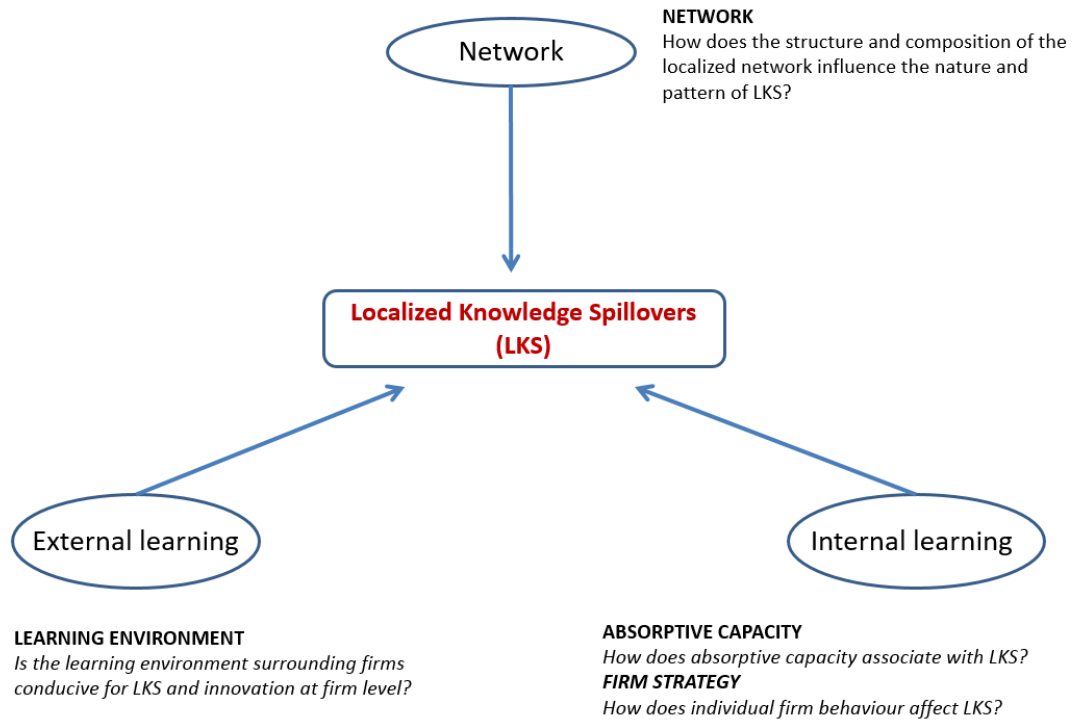 Network
NETWORK
How does the structure and composition of the
localized network influence the nature and
pattern of LKS?
Localized Knowledge Spillovers
(LKS)
External learning
Internal learning
LEARNING ENVIRONMENT
Is the learning environment surrounding firms
conducive for LKS and innovation at firm level?
ABSORPTIVE CAPACITY
How does absorptive capacity associate with LKS?
FIRM STRATEGY
How does individual firm behaviour affect LKS?